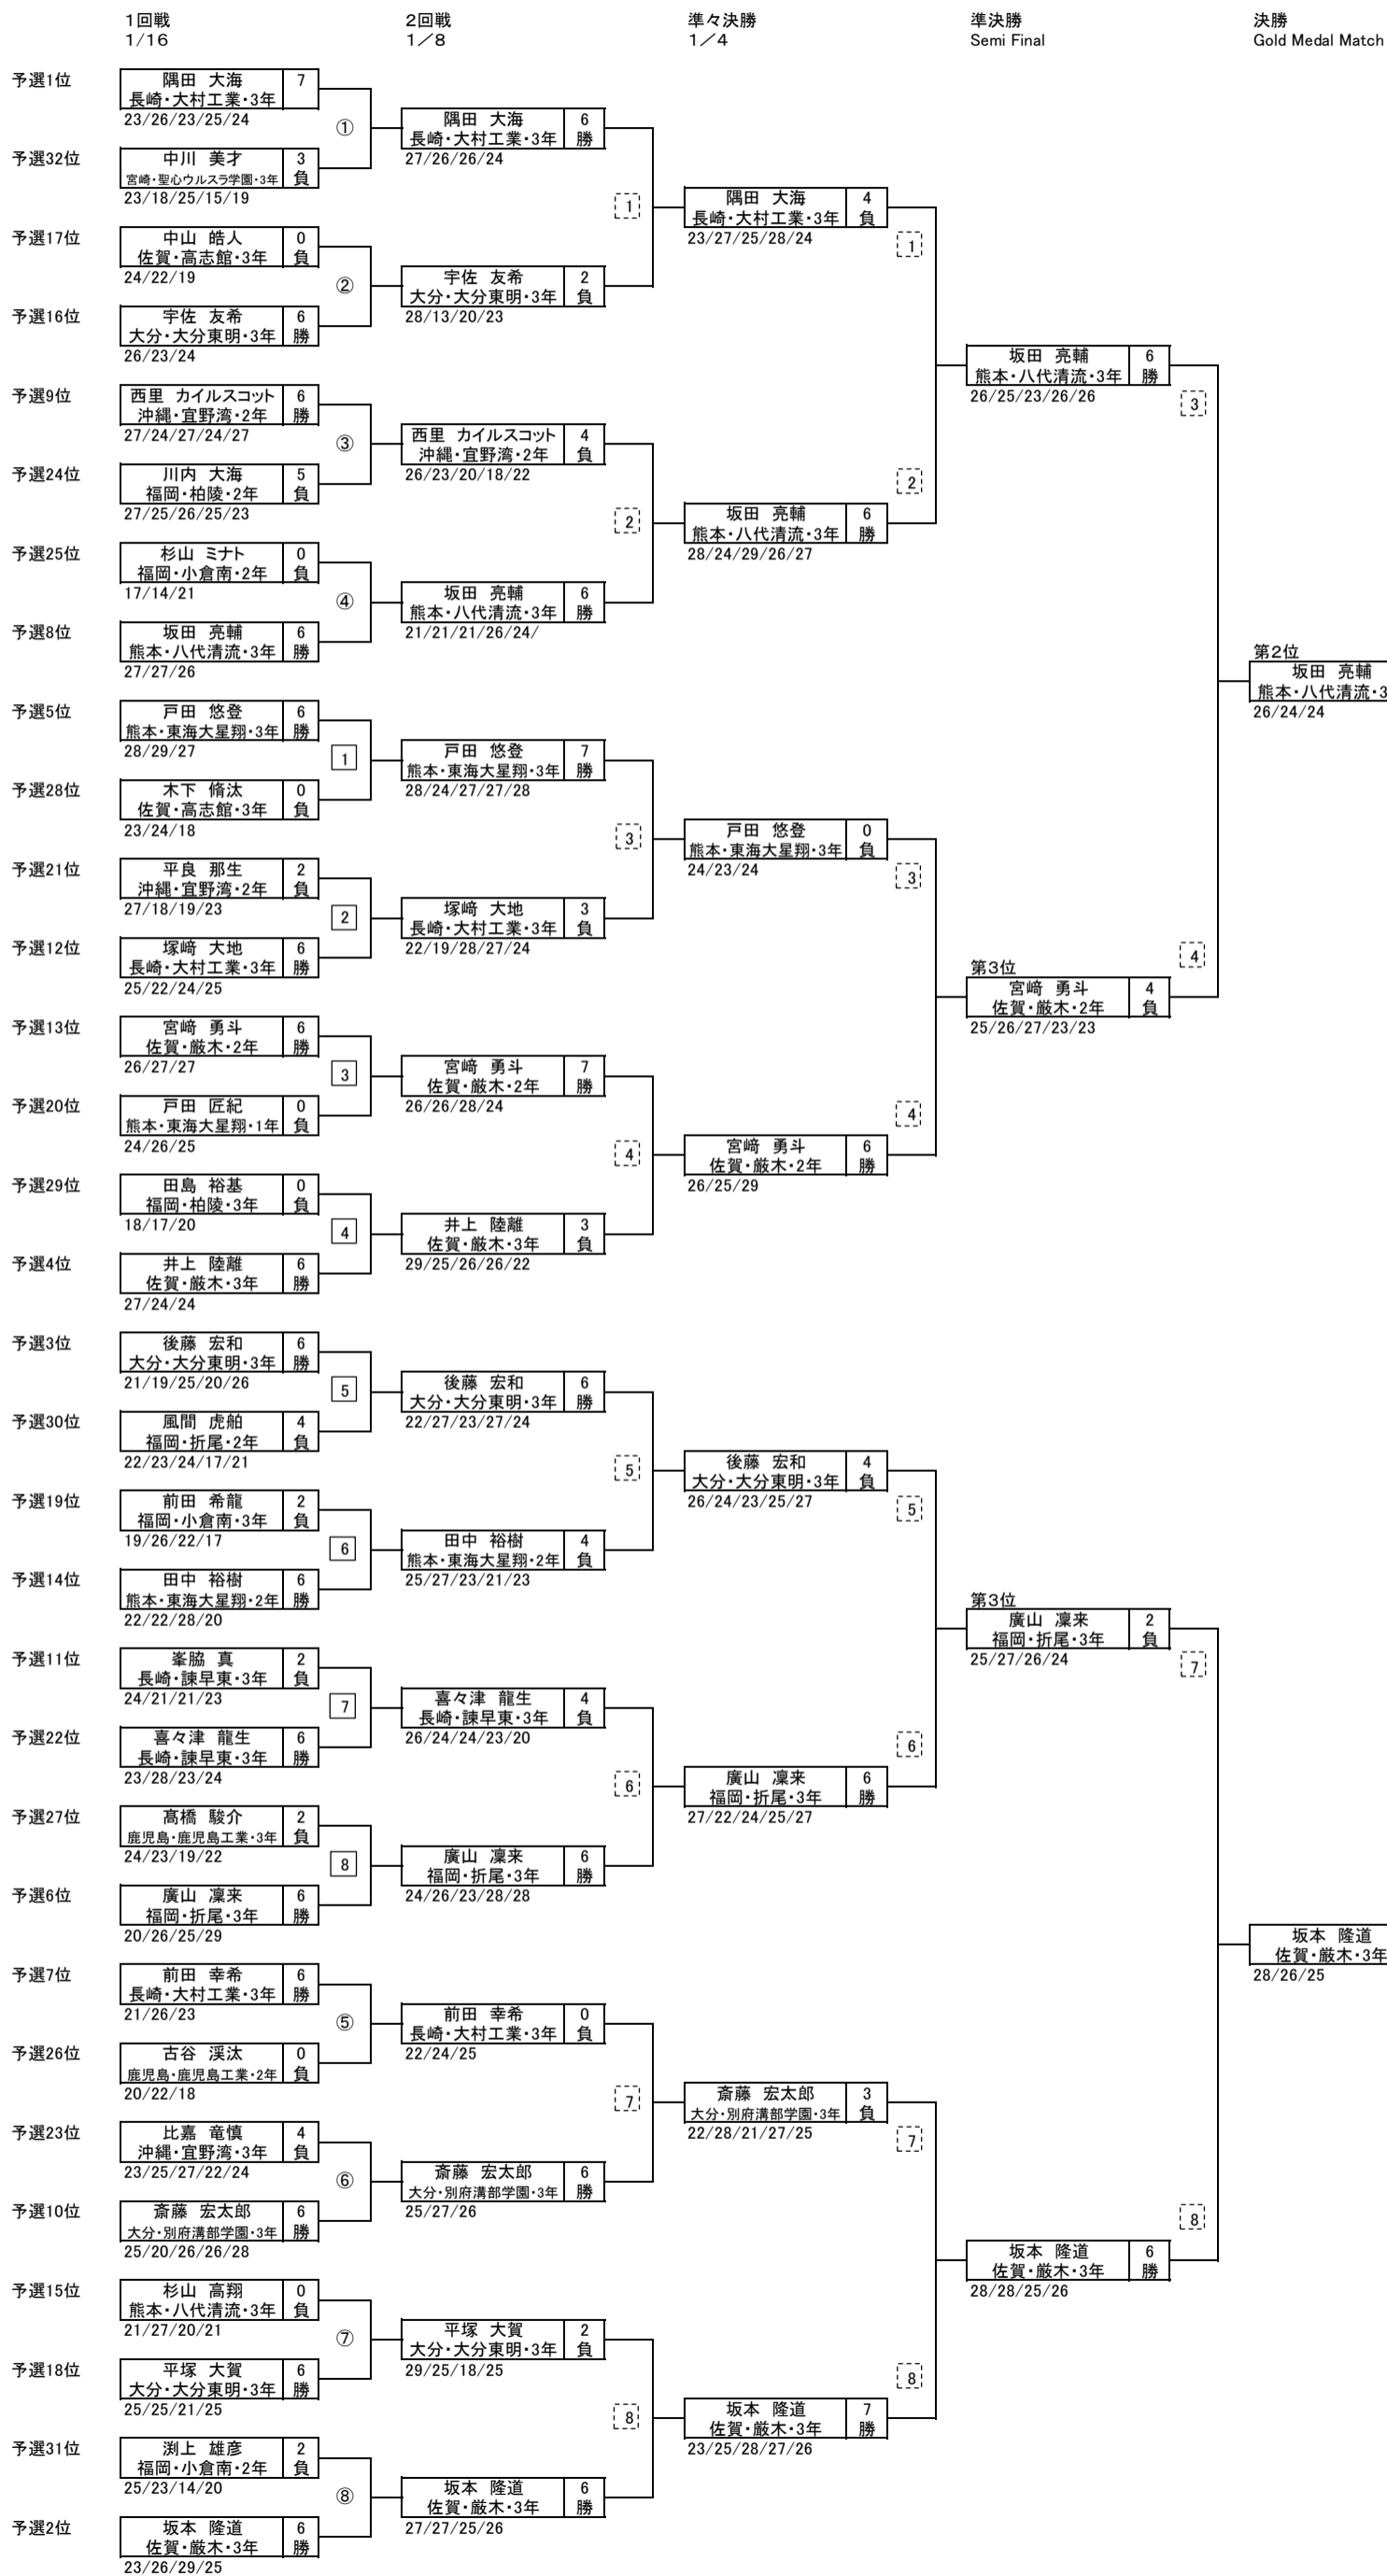 1回戦
1/16
2回戦
1／8
準々決勝
1／4
準決勝
Semi Final
決勝
Gold Medal Match
予選1位
隅田 大海 7
長崎・大村工業・3年
23/26/23/25/24
①
予選32位
中川 美才 3
宮崎・聖心ウルスラ学園・3年 負
23/18/25/15/19
予選17位
中山 皓人 0
佐賀・高志館・3年 負
24/22/19
②
予選16位
宇佐 友希 6
大分・大分東明・3年 勝
26/23/24
予選9位
西里 カイルスコット 6
沖縄・宜野湾・2年 勝
27/24/27/24/27
③
予選24位
川内 大海 5
福岡・柏陵・2年 負
27/25/26/25/23
予選25位
杉山 ミナト 0
福岡・小倉南・2年 負
17/14/21
④
予選8位
坂田 亮輔 6
熊本・八代清流・3年 勝
27/27/26
予選5位
戸田 悠登 6
熊本・東海大星翔・3年 勝
28/29/27
1
予選28位
木下 脩汰 0
佐賀・高志館・3年 負
23/24/18
予選21位
平良 那生 2
沖縄・宜野湾・2年 負
27/18/19/23
2
予選12位
塚﨑 大地 6
長崎・大村工業・3年 勝
25/22/24/25
予選13位
宮﨑 勇斗 6
佐賀・厳木・2年 勝
26/27/27
3
予選20位
戸田 匠紀 0
熊本・東海大星翔・1年 負
24/26/25
予選29位
田島 裕基 0
福岡・柏陵・3年 負
18/17/20
4
予選4位
井上 陸離 6
佐賀・厳木・3年 勝
27/24/24
予選3位
後藤 宏和 6
大分・大分東明・3年 勝
21/19/25/20/26
5
予選30位
風間 虎舶 4
福岡・折尾・2年 負
22/23/24/17/21
予選19位
前田 希龍 2
福岡・小倉南・3年 負
19/26/22/17
6
予選14位
田中 裕樹 6
熊本・東海大星翔・2年 勝
22/22/28/20
予選11位
峯脇 真 2
長崎・諫早東・3年 負
24/21/21/23
7
予選22位
喜々津 龍生 6
長崎・諫早東・3年 勝
23/28/23/24
予選27位
髙橋 駿介 2
鹿児島・鹿児島工業・3年 負
24/23/19/22
8
予選6位
廣山 凜来 6
福岡・折尾・3年 勝
20/26/25/29
予選7位
前田 幸希 6
長崎・大村工業・3年 勝
21/26/23
⑤
予選26位
古谷 渓汰 0
鹿児島・鹿児島工業・2年 負
20/22/18
予選23位
比嘉 竜慎 4
沖縄・宜野湾・3年 負
23/25/27/22/24
⑥
予選10位
斎藤 宏太郎 6
大分・別府溝部学園・3年 勝
25/20/26/26/28
予選15位
杉山 高翔 0
熊本・八代清流・3年 負
21/27/20/21
⑦
予選18位
平塚 大賀 6
大分・大分東明・3年 勝
25/25/21/25
予選31位
渕上 雄彦 2
福岡・小倉南・2年 負
25/23/14/20
⑧
予選2位
坂本 隆道 6
佐賀・厳木・3年 勝
23/26/29/25
隅田 大海 6
長崎・大村工業・3年 勝
27/26/26/24
1
宇佐 友希 2
大分・大分東明・3年 負
28/13/20/23
西里 カイルスコット 4
沖縄・宜野湾・2年 負
26/23/20/18/22
2
坂田 亮輔 6
熊本・八代清流・3年 勝
21/21/21/26/24/
戸田 悠登 7
熊本・東海大星翔・3年 勝
28/24/27/27/28
3
塚﨑 大地 3
長崎・大村工業・3年 負
22/19/28/27/24
宮﨑 勇斗 7
佐賀・厳木・2年 勝
26/26/28/24
4
井上 陸離 3
佐賀・厳木・3年 負
29/25/26/26/22
後藤 宏和 6
大分・大分東明・3年 勝
22/27/23/27/24
5
田中 裕樹 4
熊本・東海大星翔・2年 負
25/27/23/21/23
喜々津 龍生 4
長崎・諫早東・3年 負
26/24/24/23/20
6
廣山 凜来 6
福岡・折尾・3年 勝
24/26/23/28/28
前田 幸希 0
長崎・大村工業・3年 負
22/24/25
7
斎藤 宏太郎 6
大分・別府溝部学園・3年 勝
25/27/26
平塚 大賀 2
大分・大分東明・3年 負
29/25/18/25
8
坂本 隆道 6
佐賀・厳木・3年 勝
27/27/25/26
隅田 大海 4
長崎・大村工業・3年 負
23/27/25/28/24
1
2
坂田 亮輔 6
熊本・八代清流・3年 勝
28/24/29/26/27
戸田 悠登 0
熊本・東海大星翔・3年 負
24/23/24
3
4
宮﨑 勇斗 6
佐賀・厳木・2年 勝
26/25/29
後藤 宏和 4
大分・大分東明・3年 負
26/24/23/25/27
5
6
廣山 凜来 6
福岡・折尾・3年 勝
27/22/24/25/27
斎藤 宏太郎 3
大分・別府溝部学園・3年 負
22/28/21/27/25
7
8
坂本 隆道 7
佐賀・厳木・3年 勝
23/25/28/27/26
坂田 亮輔 6
熊本・八代清流・3年 勝
26/25/23/26/26
3
4
第3位
宮﨑 勇斗 4
佐賀・厳木・2年 負
25/26/27/23/23
第3位
廣山 凜来 2
福岡・折尾・3年 負
25/27/26/24
7
8
坂本 隆道 6
佐賀・厳木・3年 勝
28/28/25/26
第2位
坂田 亮輔
熊本・八代清流・3
26/24/24
坂本 隆道
佐賀・厳木・3年
28/26/25